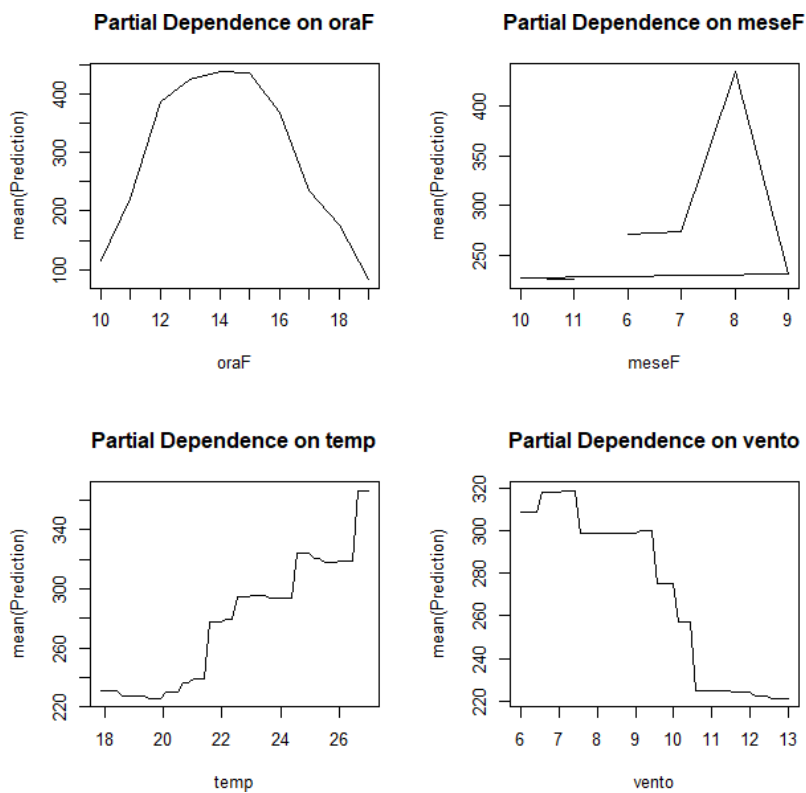 Partial Dependence on oraF
mean(Prediction)
100 200 300 400
10 12 14 16 18
oraF
Partial Dependence on meseF
mean(Prediction)
250 300 350 400
10 11 6 7 8 9
meseF
Partial Dependence on temp
mean(Prediction)
220 260 300 340
18 20 22 24 26
temp
Partial Dependence on vento
mean(Prediction)
220 240 260 280 300 320
6 7 8 9 10 11 12 13
vento